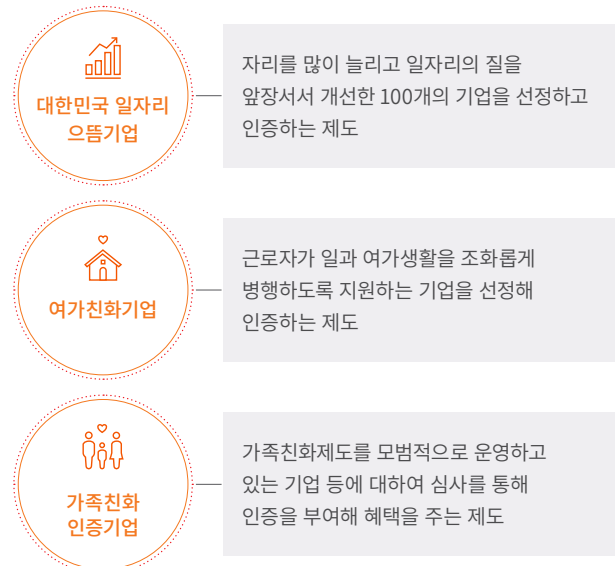 대한민국 일자리
으뜸기업
자리를 많이 늘리고 일자리의 질을
앞장서서 개선한 100개의 기업을 선정하고
인증하는 제도
여가친화기업
근로자가 일과 여가생활을 조화롭게
병행하도록 지원하는 기업을 선정해
인증하는 제도
가족친화
인증기업
가족친화제도를 모범적으로 운영하고
있는 기업 등에 대하여 심사를 통해
인증을 부여해 혜택을 주는 제도